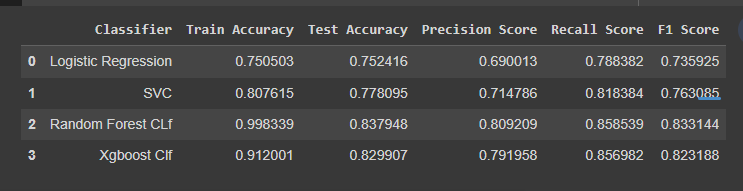 Classifier Train Accuracy Test Accuracy Precision Score Recall Score F1 Score
0 Logistic Regression 0.750503 0.752416 0.690013 0.788382 0.735925
1 SVC 0.807615 0.778095 0.714786 0.818384 0.763085
2 Random Forest CLf 0.998339 0.837948 0.809209 0.858539 0.833144
3 Xgboost Clf 0.912001 0.829907 0.791958 0.856982 0.823188